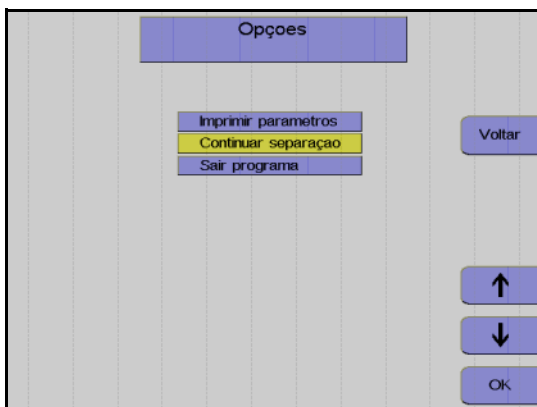 Opçoes
Imprimir parametros
Continuar separaçao
Sair programa
Voltar
↑
↓
OK